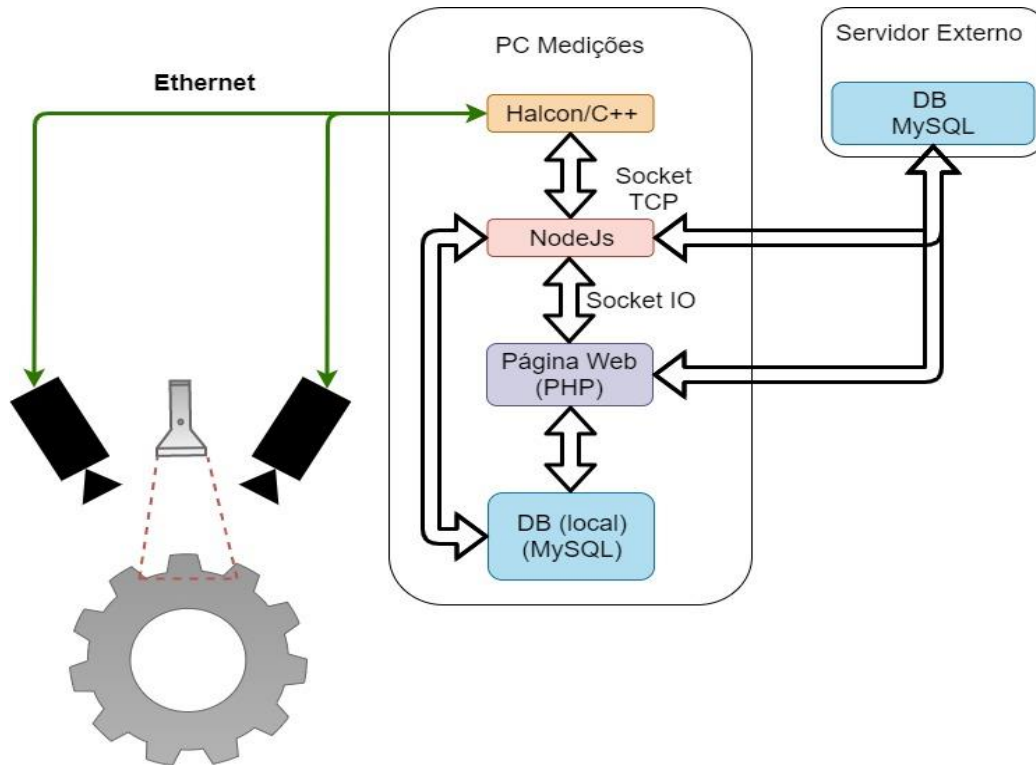 PC Medições
Servidor Externo
Ethernet
DB
MySQL
Halcon/C++
Socket
TCP
NodeJs
Socket IO
Página Web
(PHP)
DB (local)
(MySQL)